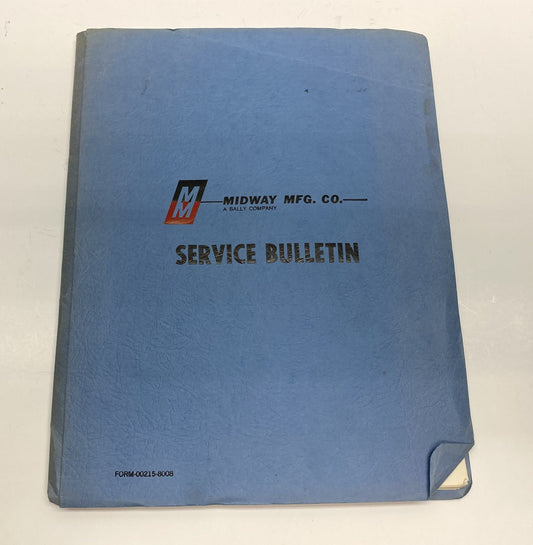 MM
MIDWAY MFG. CO.
A BALLY COMPANY
SERVICE BULLETIN
FORM-00215-8008